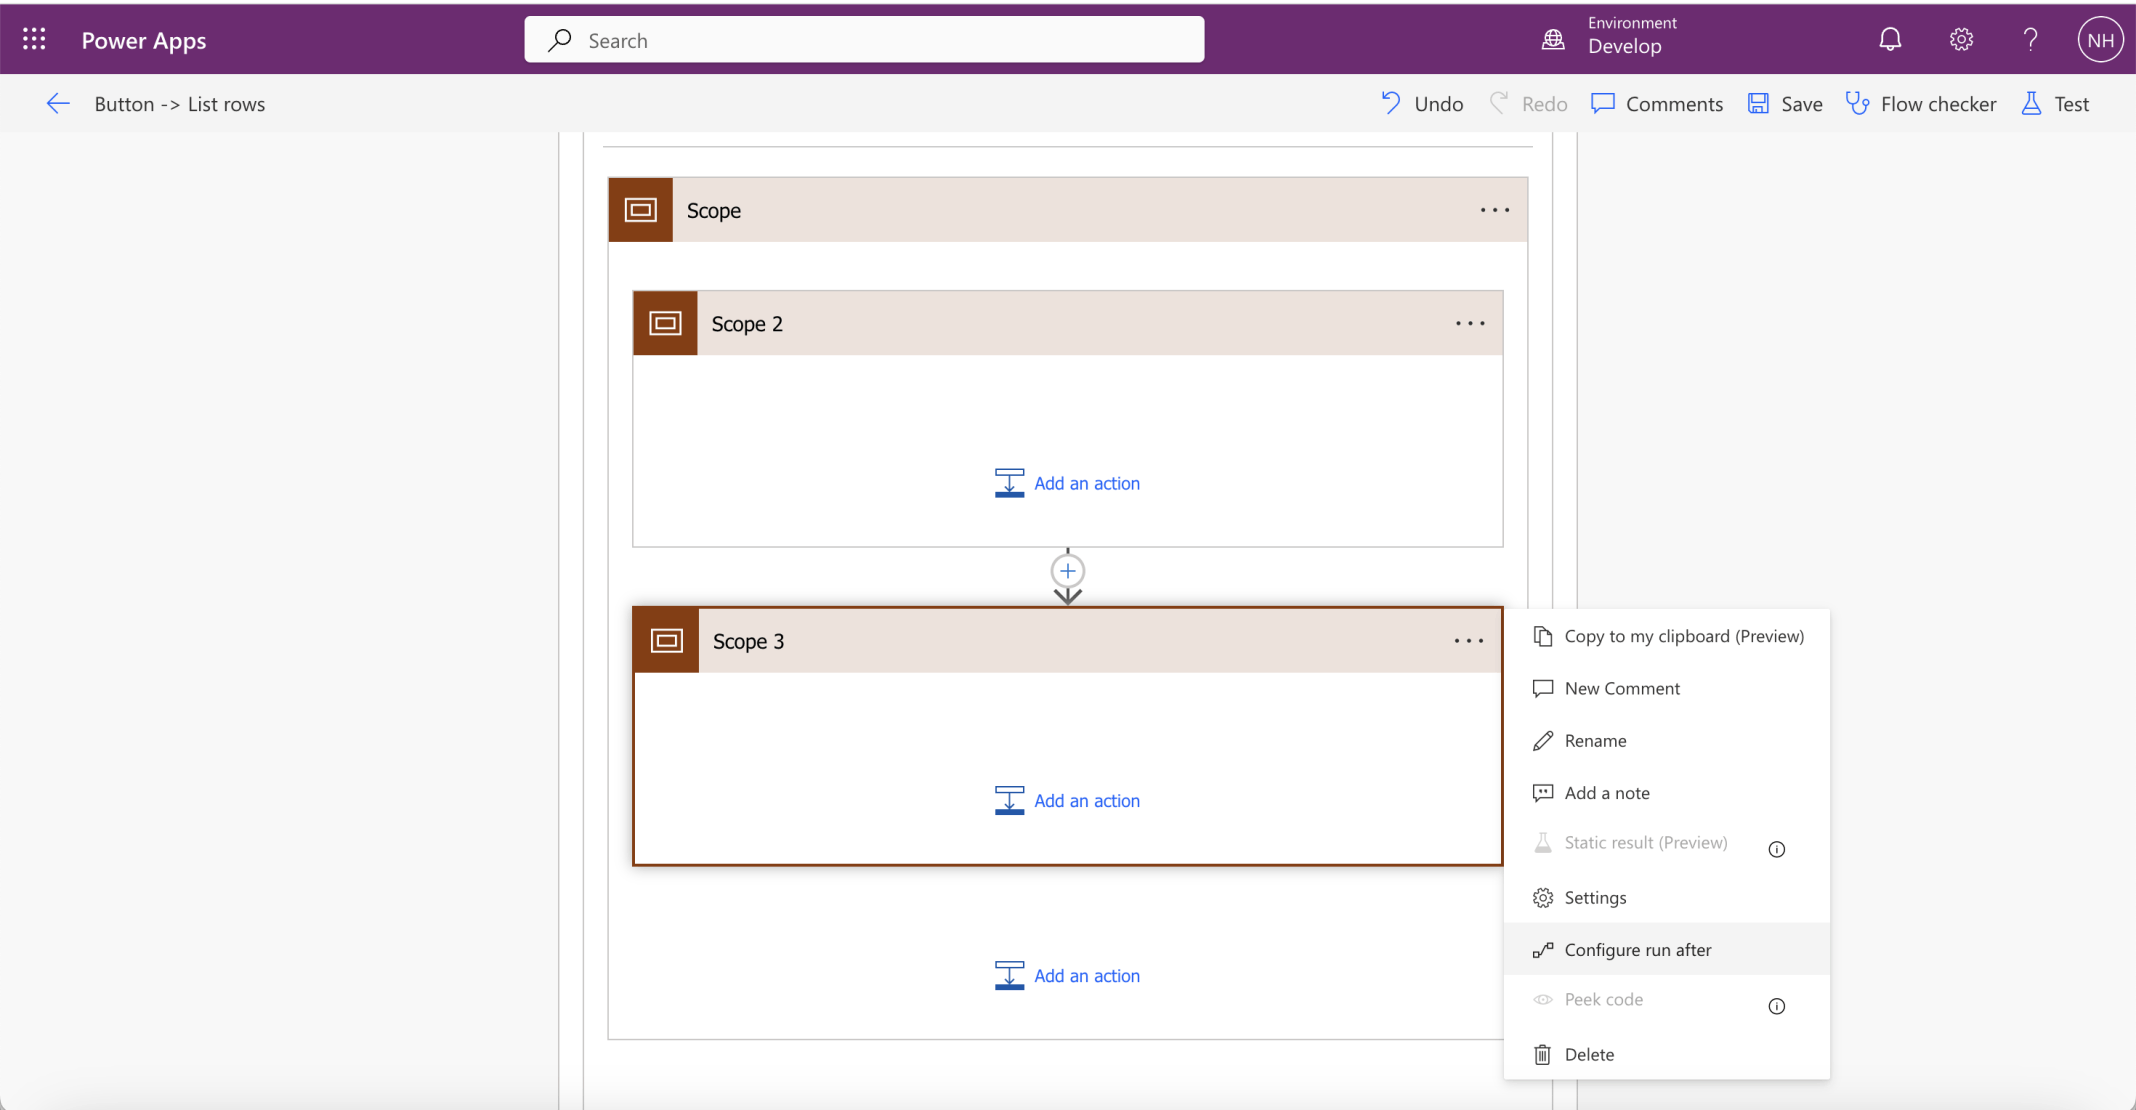 Power Apps
Search
Environment
Develop
NH
Button -> List rows
Undo
Redo
Comments
Save
Flow checker
Test
Scope
Scope 2
Add an action
Scope 3
Add an action
Add an action
Copy to my clipboard (Preview)
New Comment
Rename
Add a note
Static result (Preview)
Settings
Configure run after
Peek code
Delete